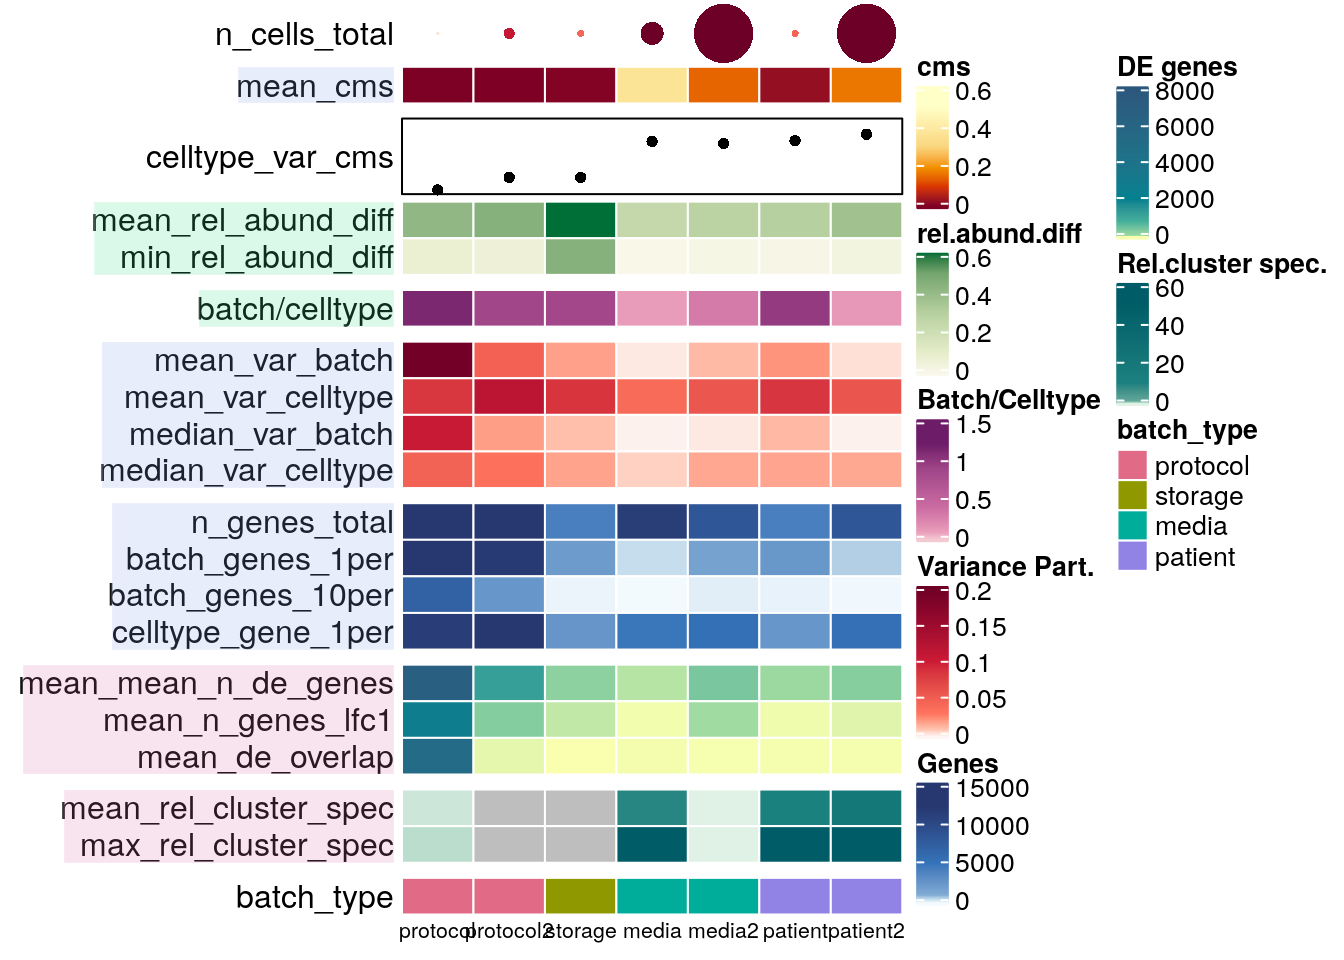 n_cells_total
mean_cms
celltype_var_cms
mean_rel_abund_diff
min_rel_abund_diff
batch/celltype
mean_var_batch
mean_var_celltype
median_var_batch
median_var_celltype
n_genes_total
batch_genes_1per
batch_genes_10per
celltype_gene_1per
mean_mean_n_de_genes
mean_n_genes_lfc1
mean_de_overlap
mean_rel_cluster_spec
max_rel_cluster_spec
batch_type
protocol protocol2 storage media media2 patient patient2
cms
0.6
0.4
0.2
0
rel.abund.diff
0.6
0.4
0.2
0
Batch/Celltype
1.5
1
0.5
0
Variance Part.
0.2
0.15
0.1
0.05
0
Genes
15000
10000
5000
0
DE genes
8000
6000
4000
2000
0
Rel.cluster spec.
60
40
20
0
batch_type
protocol
storage
media
patient